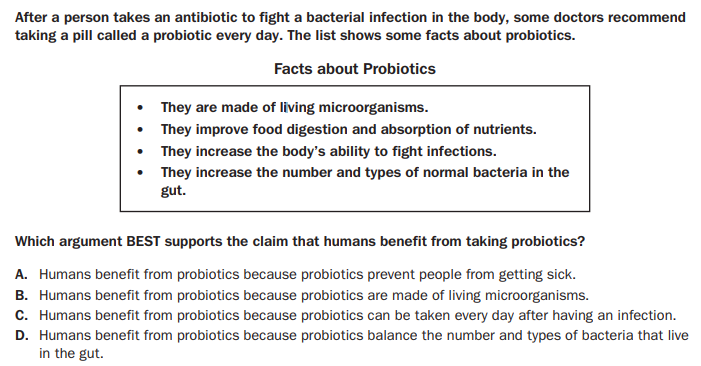 After a person takes an antibiotic to fight a bacterial infection in the body, some doctors recommend
taking a pill called a probiotic every day. The list shows some facts about probiotics.
Facts about Probiotics
• They are made of living microorganisms.
• They improve food digestion and absorption of nutrients.
• They increase the body's ability to fight infections.
• They increase the number and types of normal bacteria in the
gut.
Which argument BEST supports the claim that humans benefit from taking probiotics?
A. Humans benefit from probiotics because probiotics prevent people from getting sick.
B. Humans benefit from probiotics because probiotics are made of living microorganisms.
C. Humans benefit from probiotics because probiotics can be taken every day after having an infection.
D. Humans benefit from probiotics because probiotics balance the number and types of bacteria that live
in the gut.